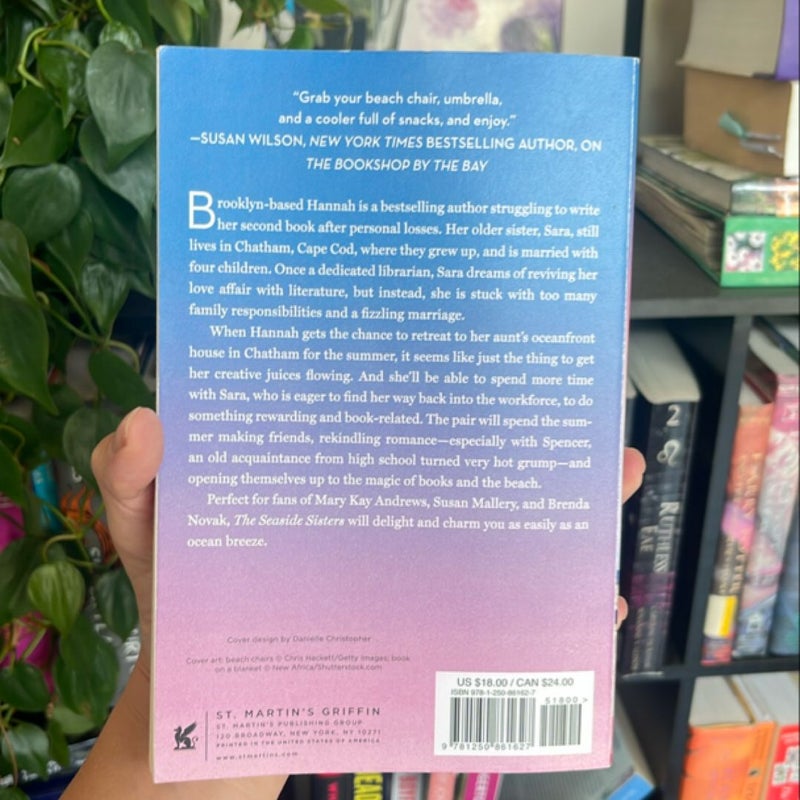 “Grab your beach chair, umbrella,
and a cooler full of snacks, and enjoy.”
—SUSAN WILSON, NEW YORK TIMES BESTSELLING AUTHOR, ON
THE BOOKSHOP BY THE BAY
Brooklyn-based Hannah is a bestselling author struggling to write
her second book after personal losses. Her older sister, Sara, still
lives in Chatham, Cape Cod, where they grew up, and is married with
four children. Once a dedicated librarian, Sara dreams of reviving her
love affair with literature, but instead, she is stuck with too many
family responsibilities and a fizzling marriage.
When Hannah gets the chance to retreat to her aunt’s oceanfront
house in Chatham for the summer, it seems like just the thing to get
her creative juices flowing. And she’ll be able to spend more time
with Sara, who is eager to find her way back into the workforce, to do
something rewarding and book-related. The pair will spend the sum-
mer making friends, rekindling romance—especially with Spencer,
an old acquaintance from high school turned very hot grump—and
opening themselves up to the magic of books and the beach.
Perfect for fans of Mary Kay Andrews, Susan Mallery, and Brenda
Novak, The Seaside Sisters will delight and charm you as easily as an
ocean breeze.
Cover design by Danielle Christopher
Cover art: beach chairs © Chris Hackett/Getty Images; book
on a blanket © New Africa/Shutterstock.com
ST. MARTIN’S GRIFFIN
ST. MARTIN’S PUBLISHING GROUP
120 BROADWAY, NEW YORK, NY 10271
PRINTED IN THE UNITED STATES OF AMERICA
www.stmartins.com
US $18.00 / CAN $24.00
ISBN 978-1-250-86162-7
51800 >
9 781250 861627
2
RUTHLESS
FAE